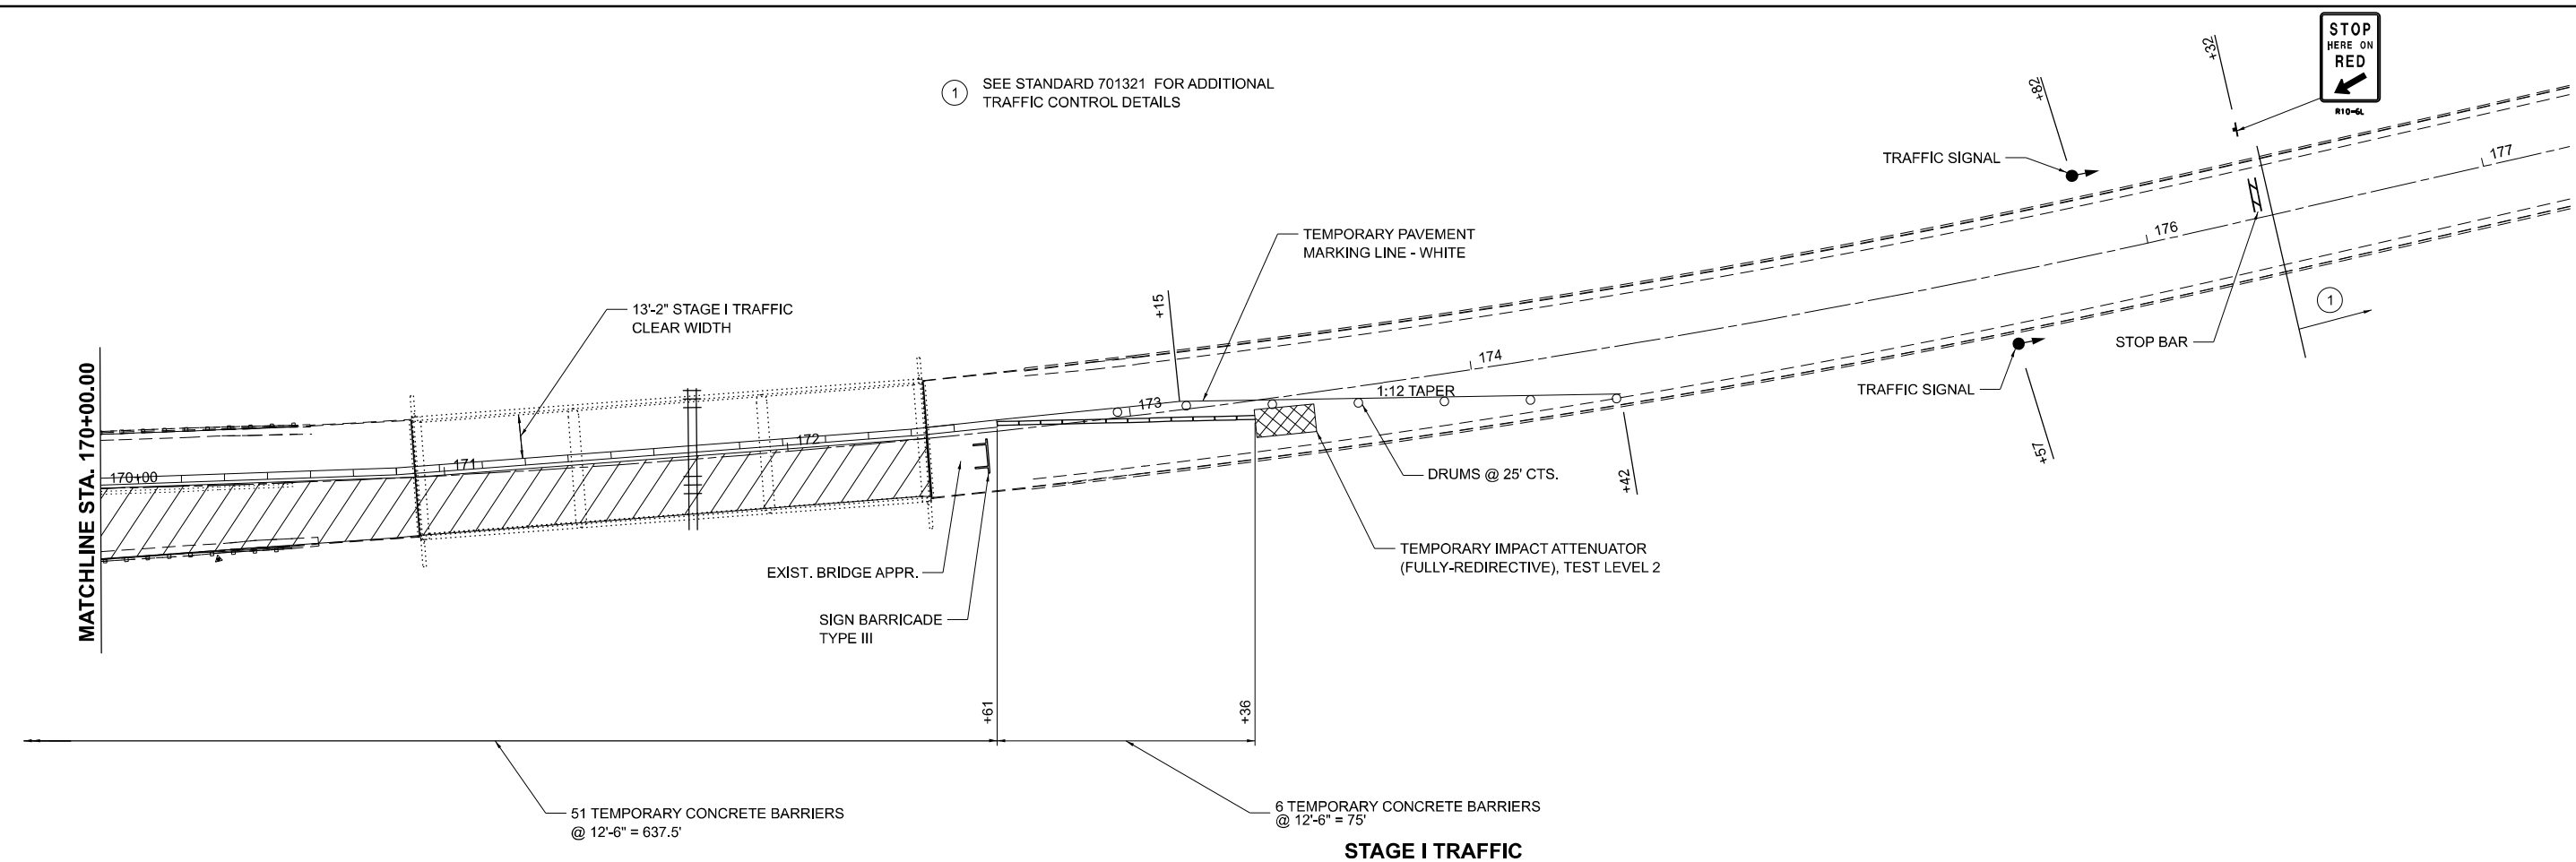 STOP
HERE ON
RED
R10-6L
+32
+82
1
SEE STANDARD 701321 FOR ADDITIONAL
TRAFFIC CONTROL DETAILS
TRAFFIC SIGNAL
177
176
TEMPORARY PAVEMENT
MARKING LINE - WHITE
13'-2" STAGE I TRAFFIC
CLEAR WIDTH
+15
1
STOP BAR
174
1:12 TAPER
TRAFFIC SIGNAL
173
172
171
170+00
MATCHLINE STA. 170+00.00
+57
+42
DRUMS @ 25' CTS.
TEMPORARY IMPACT ATTENUATOR
(FULLY-REDIRECTIVE), TEST LEVEL 2
EXIST. BRIDGE APPR.
SIGN BARRICADE
TYPE III
+61
+36
51 TEMPORARY CONCRETE BARRIERS
@ 12'-6" = 637.5'
6 TEMPORARY CONCRETE BARRIERS
@ 12'-6" = 75'
STAGE I TRAFFIC